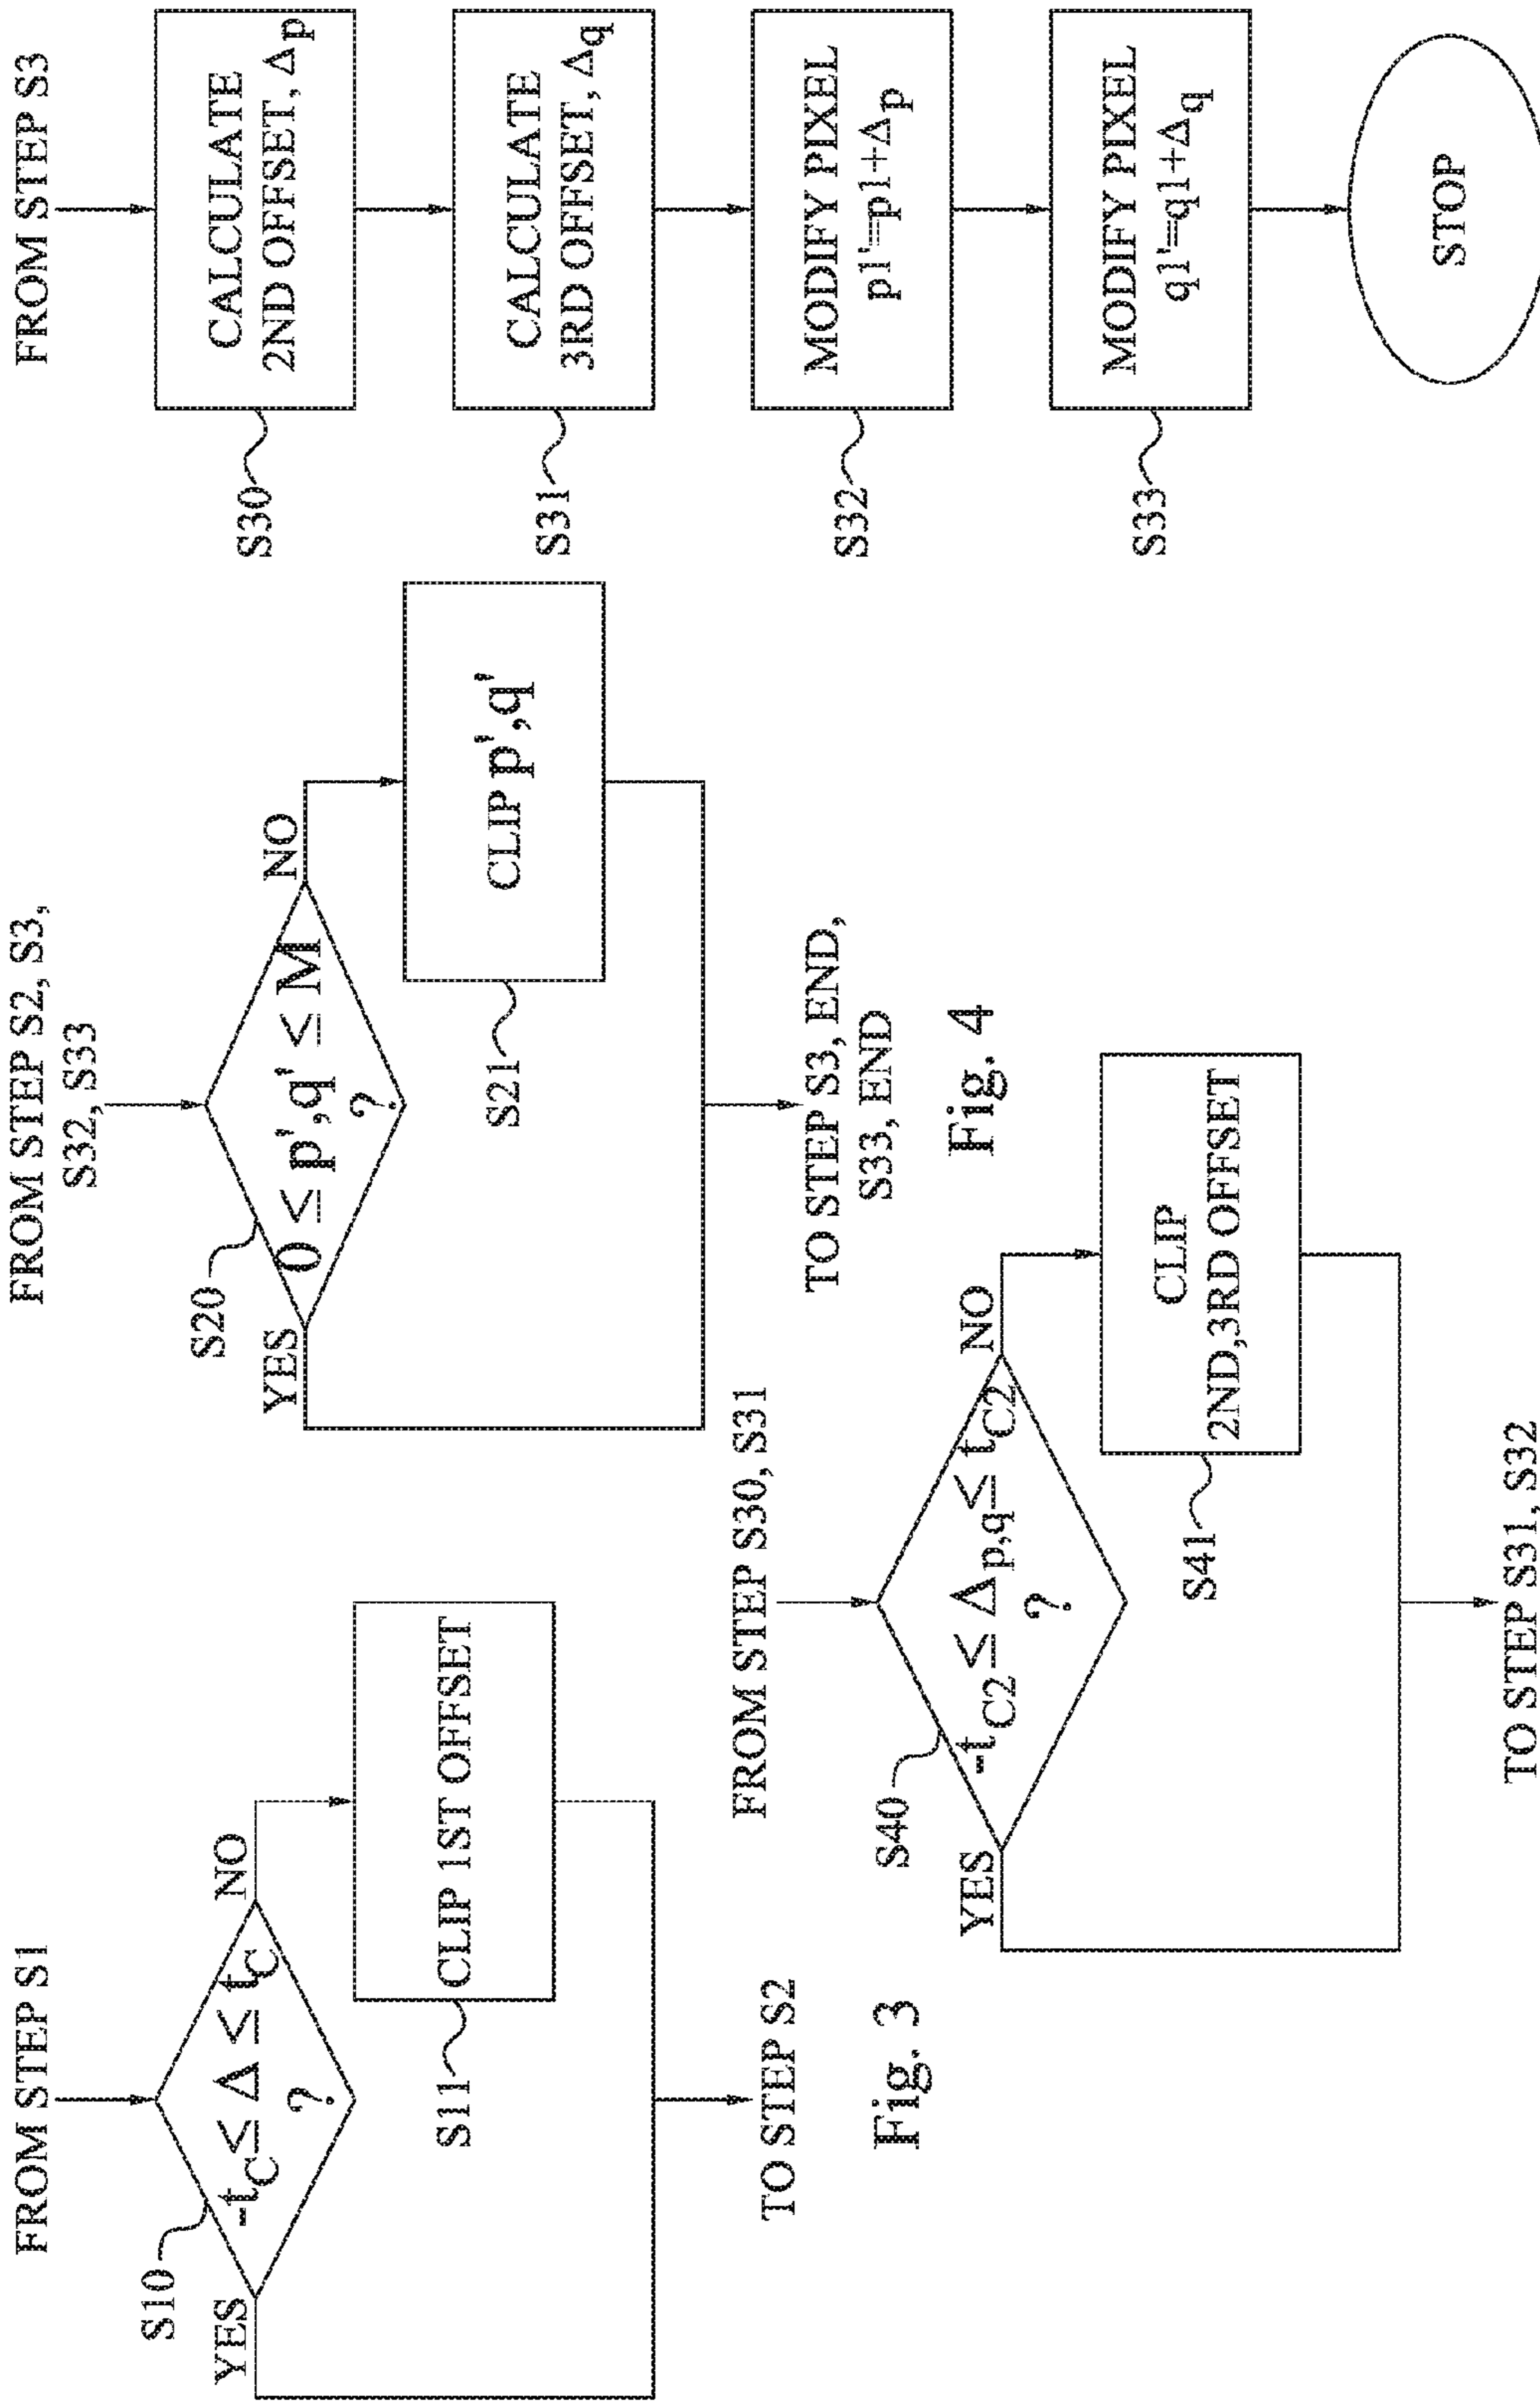 FROM STEP S1
S10
-tC ≤ Δ ≤ tC
?
YES
NO
S11
CLIP 1ST OFFSET
TO STEP S2
Fig. 3
FROM STEP S2, S3,
S32, S33
S20
0 ≤ p',q' ≤ M
?
YES
NO
S21
CLIP p',q'
TO STEP S3, END,
S33, END
Fig. 4
FROM STEP S30, S31
S40
-tC2 ≤ Δp,q ≤ tC2
?
YES
NO
S41
CLIP
2ND,3RD OFFSET
TO STEP S31, S32
FROM STEP S3
S30
CALCULATE
2ND OFFSET, Δp
S31
CALCULATE
3RD OFFSET, Δq
S32
MODIFY PIXEL
p1'=p1+Δp
S33
MODIFY PIXEL
q1'=q1+Δq
STOP